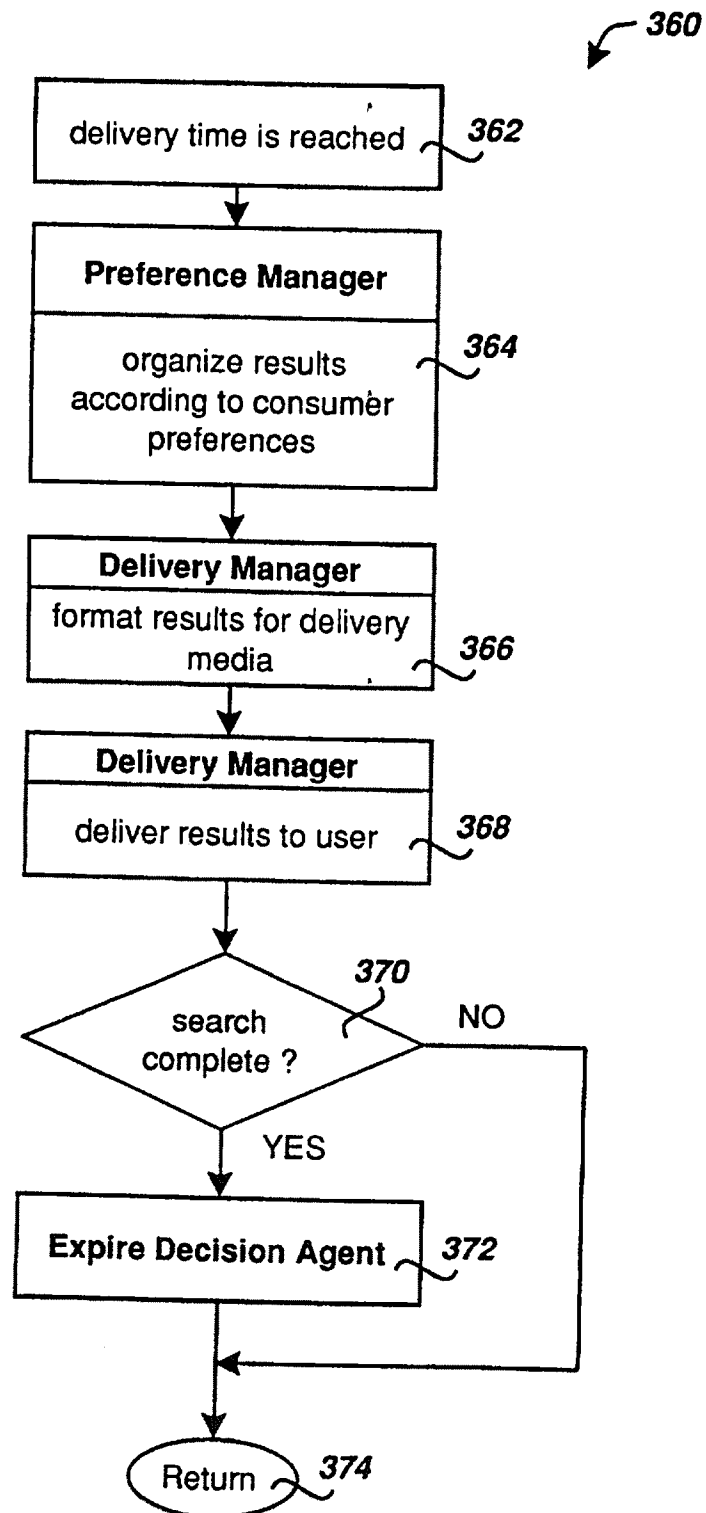 360
delivery time is reached
362
Preference Manager
organize results
according to consumer
preferences
364
Delivery Manager
format results for delivery
media
366
Delivery Manager
deliver results to user
368
370
search
complete ?
NO
YES
Expire Decision Agent
372
Return
374